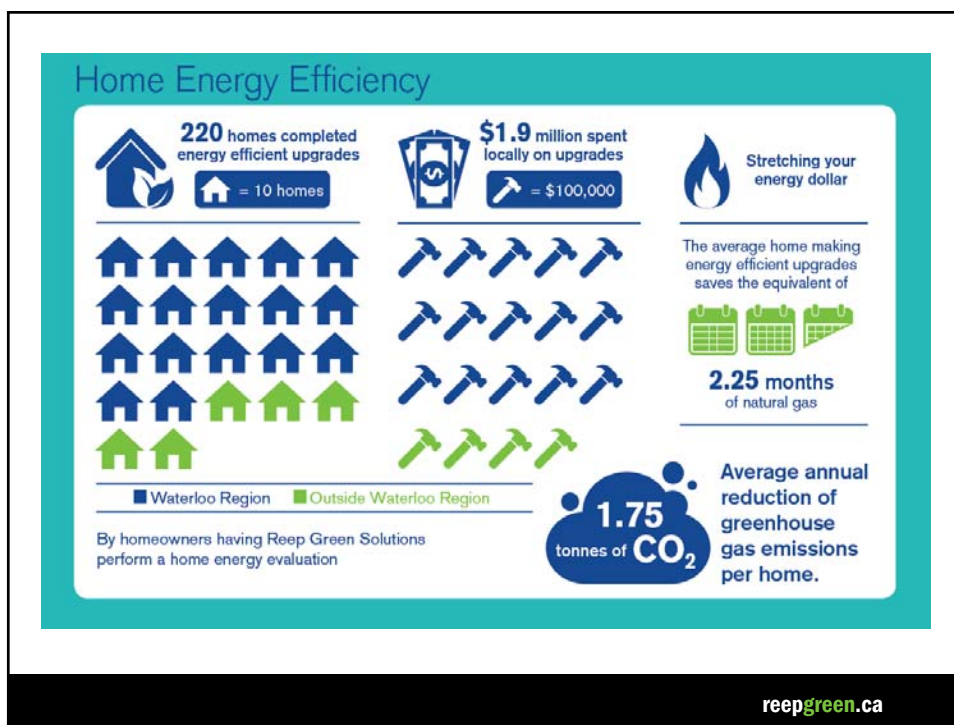 Home Energy Efficiency
220 homes completed
energy efficient upgrades
= 10 homes
$1.9 million spent
locally on upgrades
$
= $100,000
Stretching your
energy dollar
The average home making
energy efficient upgrades
saves the equivalent of
2.25 months
of natural gas
Waterloo Region
Outside Waterloo Region
By homeowners having Reep Green Solutions
perform a home energy evaluation
1.75
tonnes of CO2
Average annual
reduction of
greenhouse
gas emissions
per home.
reepgreen.ca